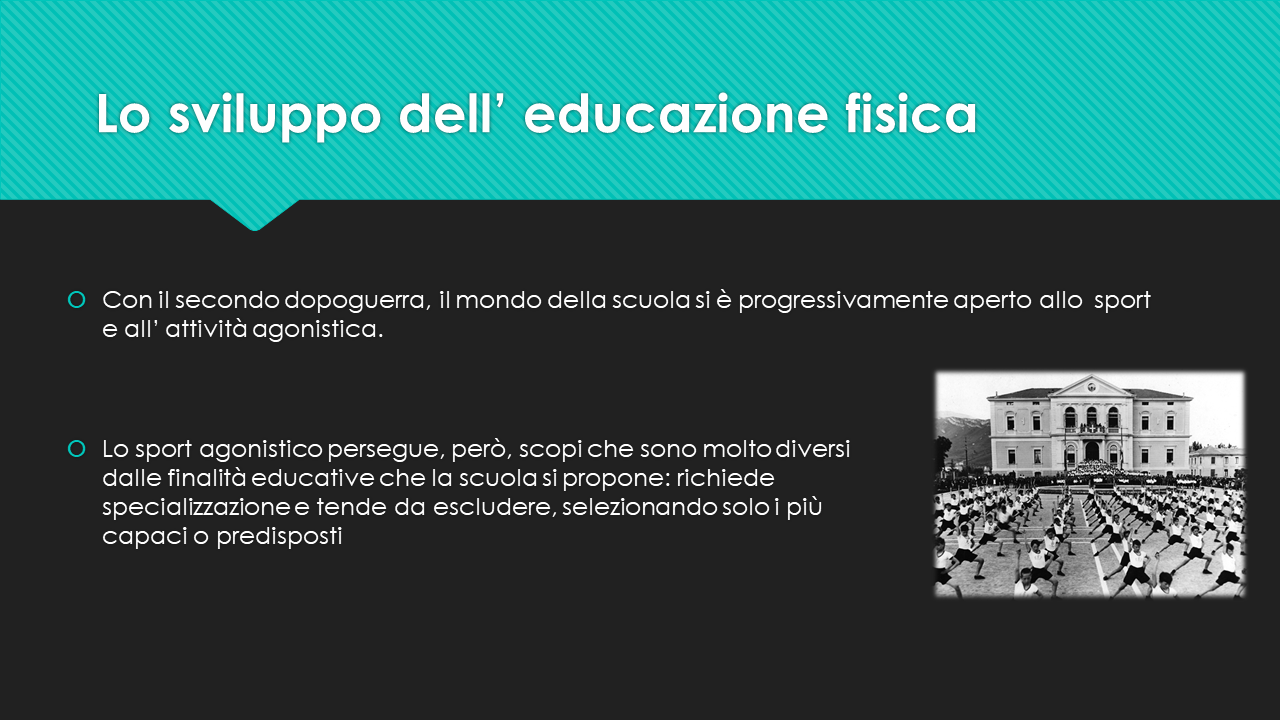 Lo sviluppo dell’ educazione fisica
Con il secondo dopoguerra, il mondo della scuola si è progressivamente aperto allo  sport
e all’ attività agonistica.
Lo sport agonistico persegue, però, scopi che sono molto diversi
dalle finalità educative che la scuola si propone: richiede
specializzazione e tende da escludere, selezionando solo i più
capaci o predisposti